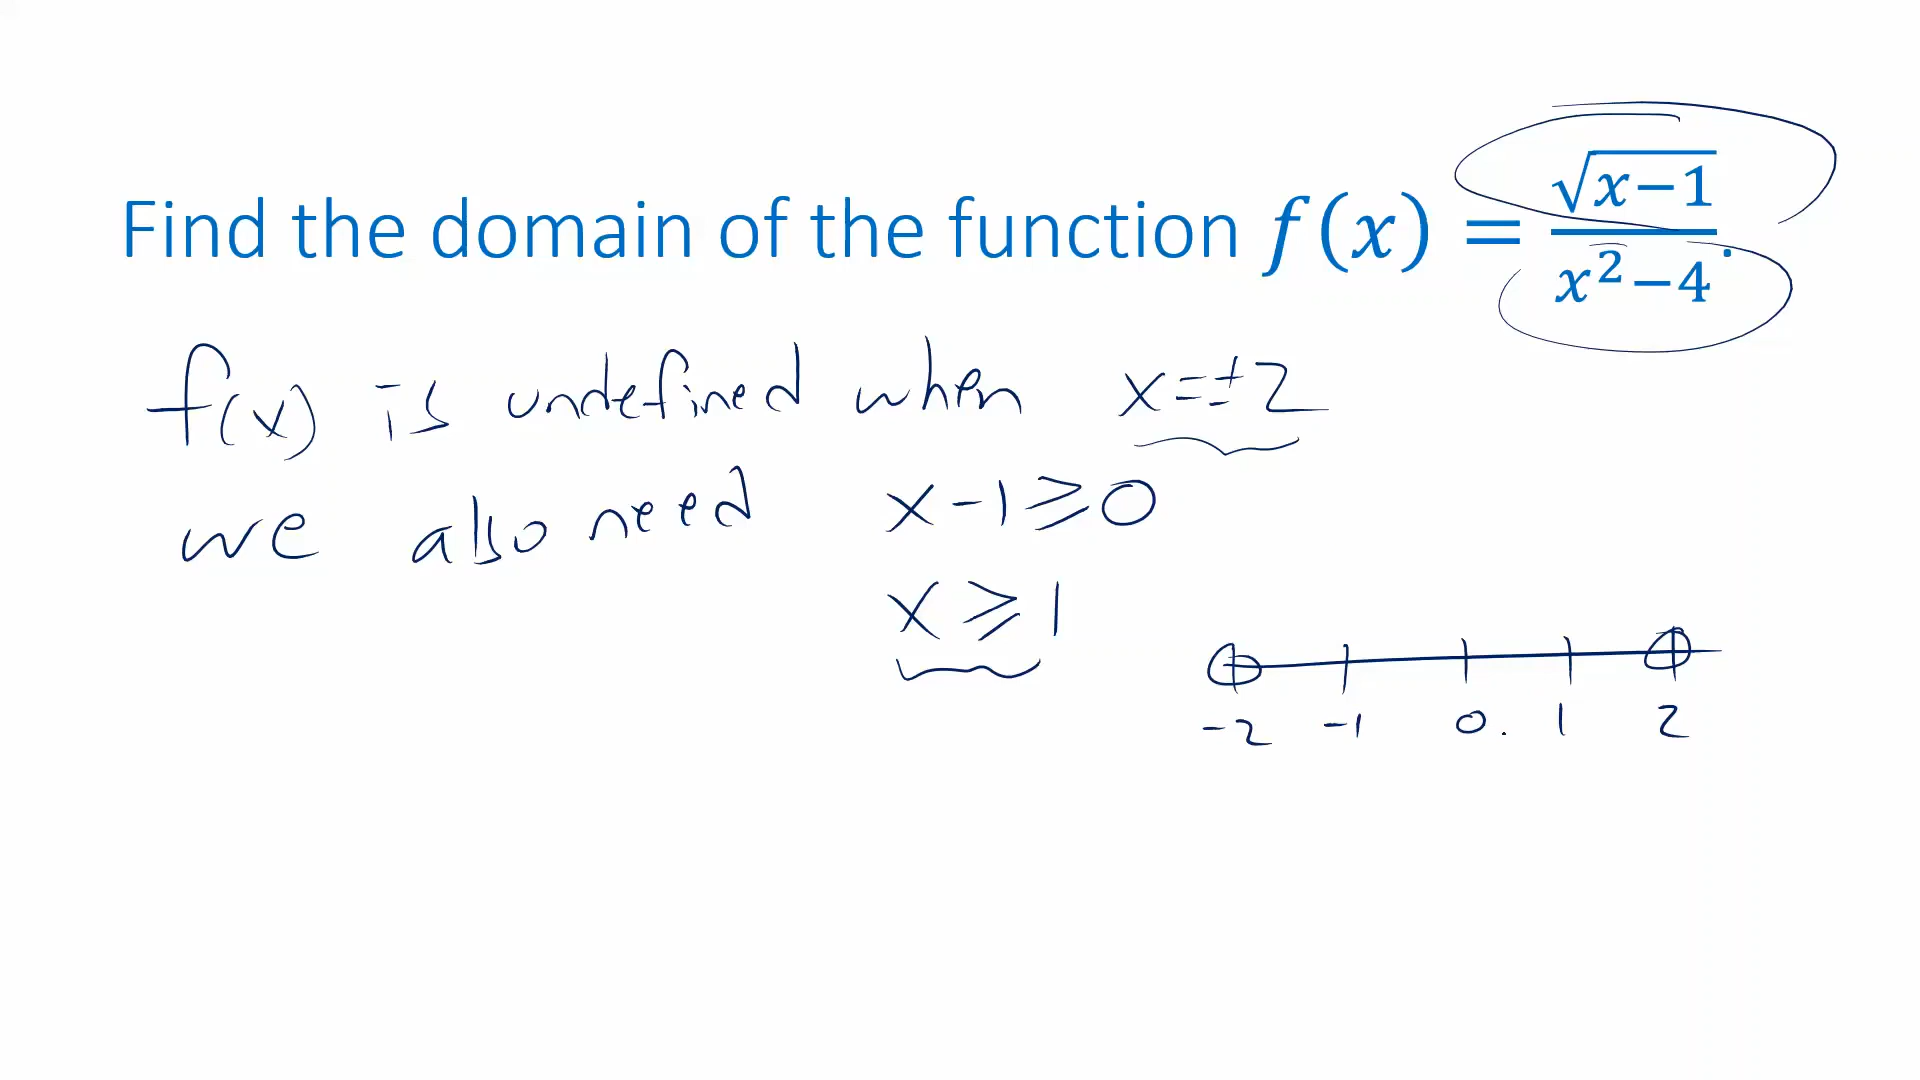 Find the domain of the function f(x) = √(x−1)/(x²−4).
f(x) is undefined when x=±2
we also need x-1≥0
x≥1
-2 -1 0 1 2